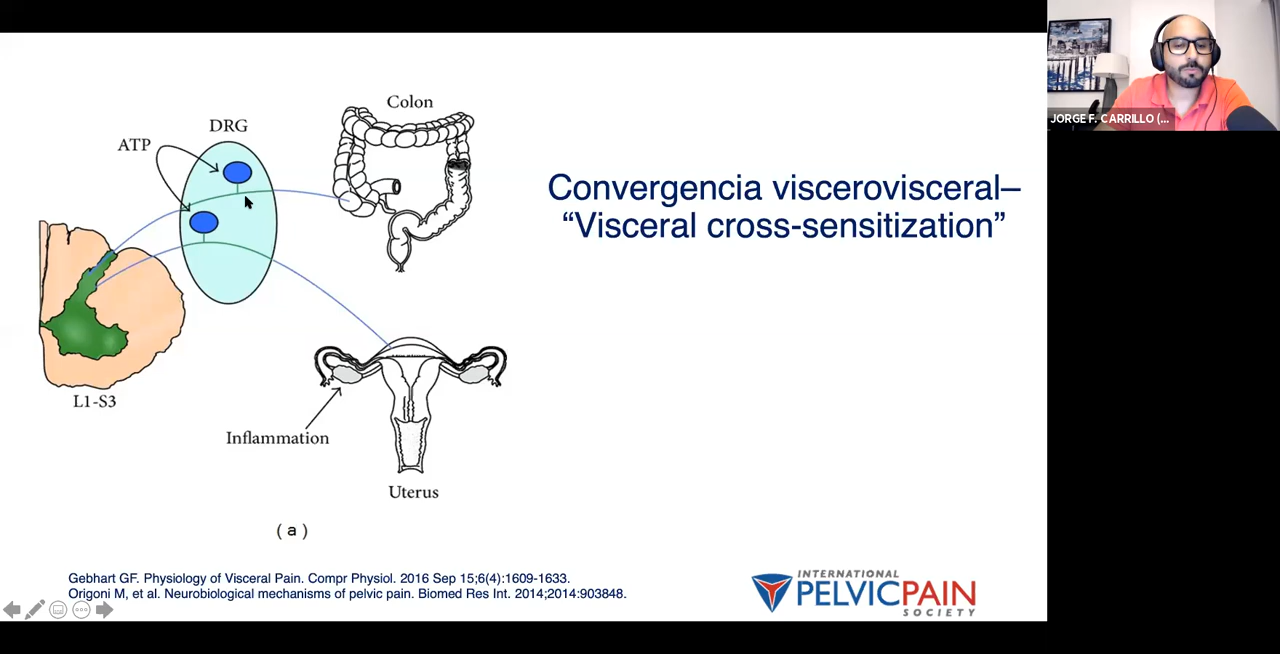 JORGE F. CARRILLO (...
Colon
DRG
ATP
Convergencia viscerovisceral–
“Visceral cross-sensitization”
L1-S3
Inflammation
Uterus
(a)
Gebhart GF. Physiology of Visceral Pain. Compr Physiol. 2016 Sep 15;6(4):1609-1633.
Origoni M, et al. Neurobiological mechanisms of pelvic pain. Biomed Res Int. 2014;2014:903848.
INTERNATIONAL
PELVICPAIN
SOCIETY